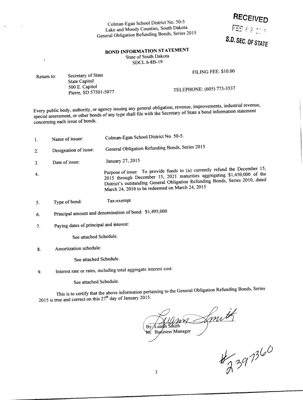 Colman-Egan School District No. 50-5
Lake and Moody Counties, South Dakota
General Obligation Refunding Bonds, Series 2015
RECEIVED
S.D. SEC. OF STATE
BOND INFORMATION STATEMENT
State of South Dakota
SDCL 6-8B-19
Return to: Secretary of State
State Capitol
500 E. Capitol
Pierre, SD 57501-5077
FILING FEE: $10.00
TELEPHONE: (605) 773-3537
Every public body, authority, or agency issuing any general obligation, revenue, improvements, industrial revenue,
special assessment, or other bonds of any type shall file with the Secretary of State a bond information statement
concerning each issue of bonds.
1. Name of issuer: Colman-Egan School District No. 50-5.
2. Designation of issue: General Obligation Refunding Bonds, Series 2015
3. Date of issue: January 27, 2015
4. Purpose of issue: To provide funds to (a) currently refund the December 15,
2015 through December 15, 2021 maturities aggregating $1,450,000 of the
District's outstanding General Obligation Refunding Bonds, Series 2010, dated
March 24, 2010 to be redeemed on March 24, 2015
5. Type of bond: Tax-exempt
6. Principal amount and denomination of bond: $1,495,000
7. Paying dates of principal and interest:
See attached Schedule.
8. Amortization schedule:
See attached Schedule.
9. Interest rate or rates, including total aggregate interest cost:
See attached Schedule.
This is to certify that the above information pertaining to the General Obligation Refunding Bonds, Series
2015 is true and correct on this 27th day of January 2015.
Smith
By: Smith
Its: Business Manager
# 2397360
3